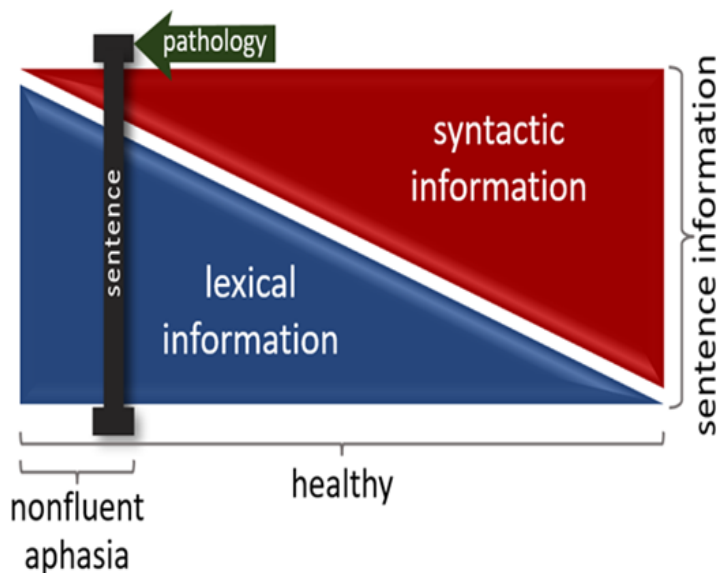 pathology
syntactic
information
sentence
lexical
information
sentence information
healthy
nonfluent
aphasia